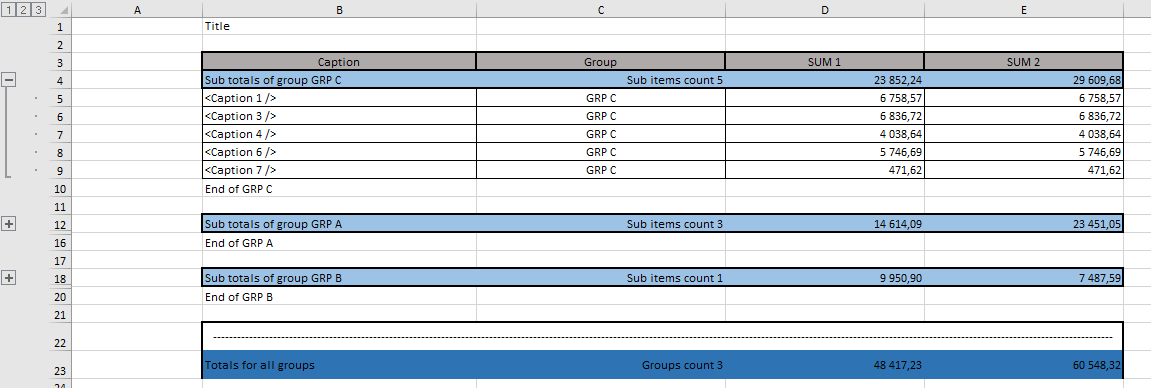 1 2 3
A B C D E
1 Title
2
3 Caption Group SUM 1 SUM 2
4 Sub totals of group GRP C Sub items count 5 23 852,24 29 609,68
5 <Caption 1 /> GRP C 6 758,57 6 758,57
6 <Caption 3 /> GRP C 6 836,72 6 836,72
7 <Caption 4 /> GRP C 4 038,64 4 038,64
8 <Caption 6 /> GRP C 5 746,69 5 746,69
9 <Caption 7 /> GRP C 471,62 471,62
10 End of GRP C
11
12 Sub totals of group GRP A Sub items count 3 14 614,09 23 451,05
16 End of GRP A
17
18 Sub totals of group GRP B Sub items count 1 9 950,90 7 487,59
20 End of GRP B
21
22
23 Totals for all groups Groups count 3 48 417,23 60 548,32
24